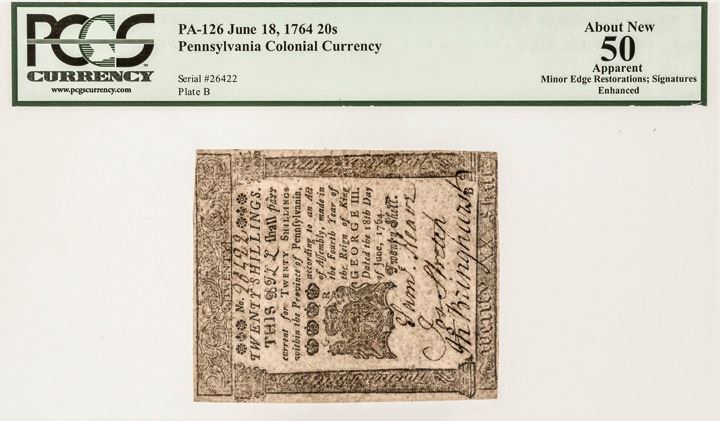 PCGS
CURRENCY
www.pcgscurrency.com
PA-126 June 18, 1764 20s
Pennsylvania Colonial Currency
Serial #26422
Plate B
About New
50
Apparent
Minor Edge Restorations; Signatures
Enhanced
No. 26422
TWENTY SHILLINGS.
THIS Bill shall pass
current for TWENTY SHILLINGS
within the Province of Pennsylvania,
according to an Act
of Assembly, made in
the Fourth Year of
the Reign of King
GEORGE III.
Dated the 18th Day
of June, 1764.
Twenty Shill.